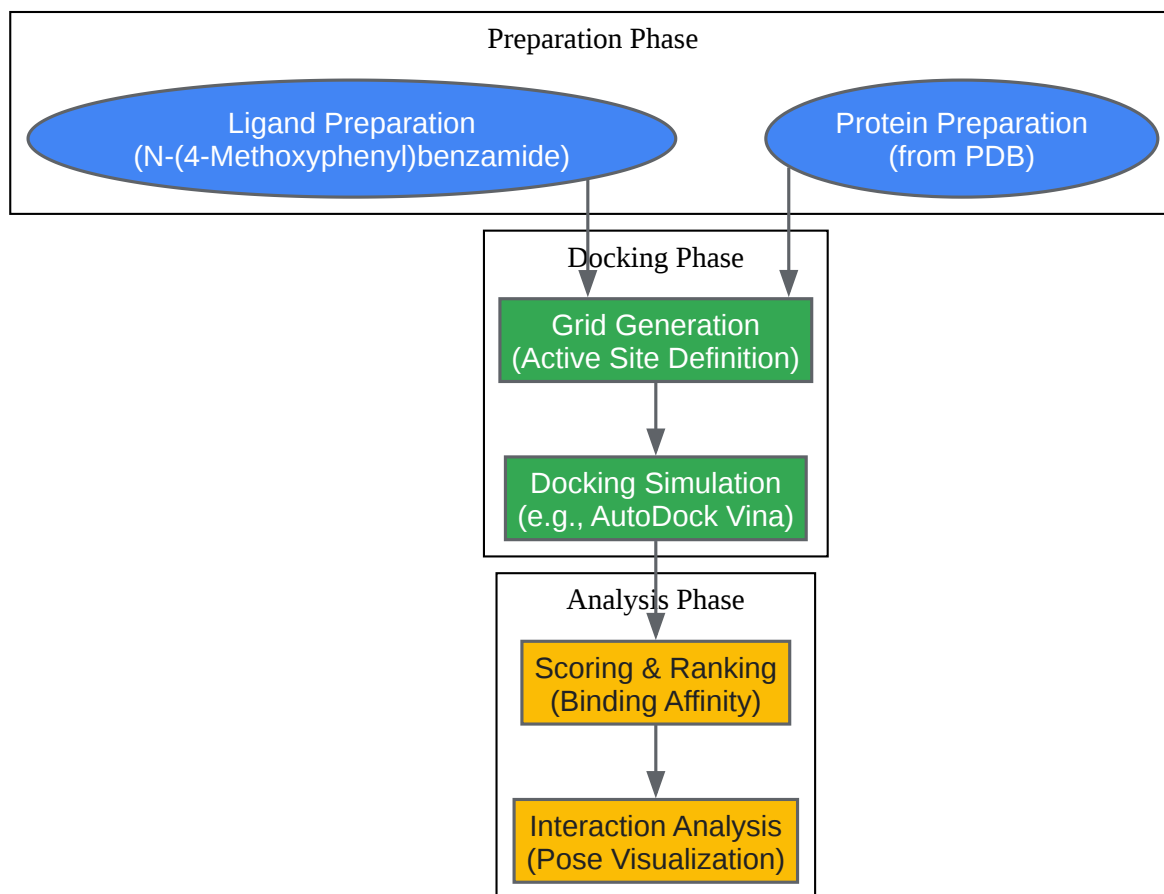 Preparation Phase
Ligand Preparation
(N-(4-Methoxyphenyl)benzamide)
Protein Preparation
(from PDB)
Docking Phase
Grid Generation
(Active Site Definition)
Docking Simulation
(e.g., AutoDock Vina)
Analysis Phase
Scoring & Ranking
(Binding Affinity)
Interaction Analysis
(Pose Visualization)